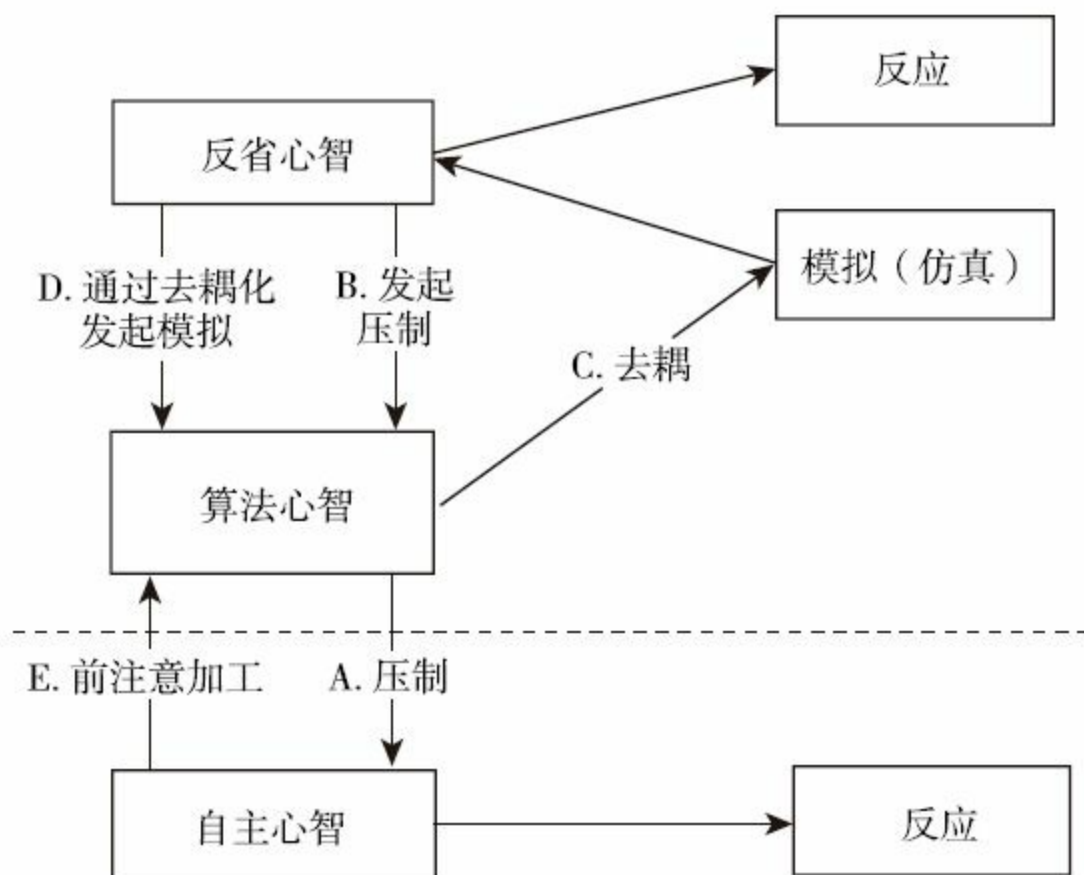 反应
反省心智
模拟（仿真）
D. 通过去耦化
发起模拟
B. 发起
压制
C. 去耦
算法心智
E. 前注意加工
A. 压制
自主心智
反应